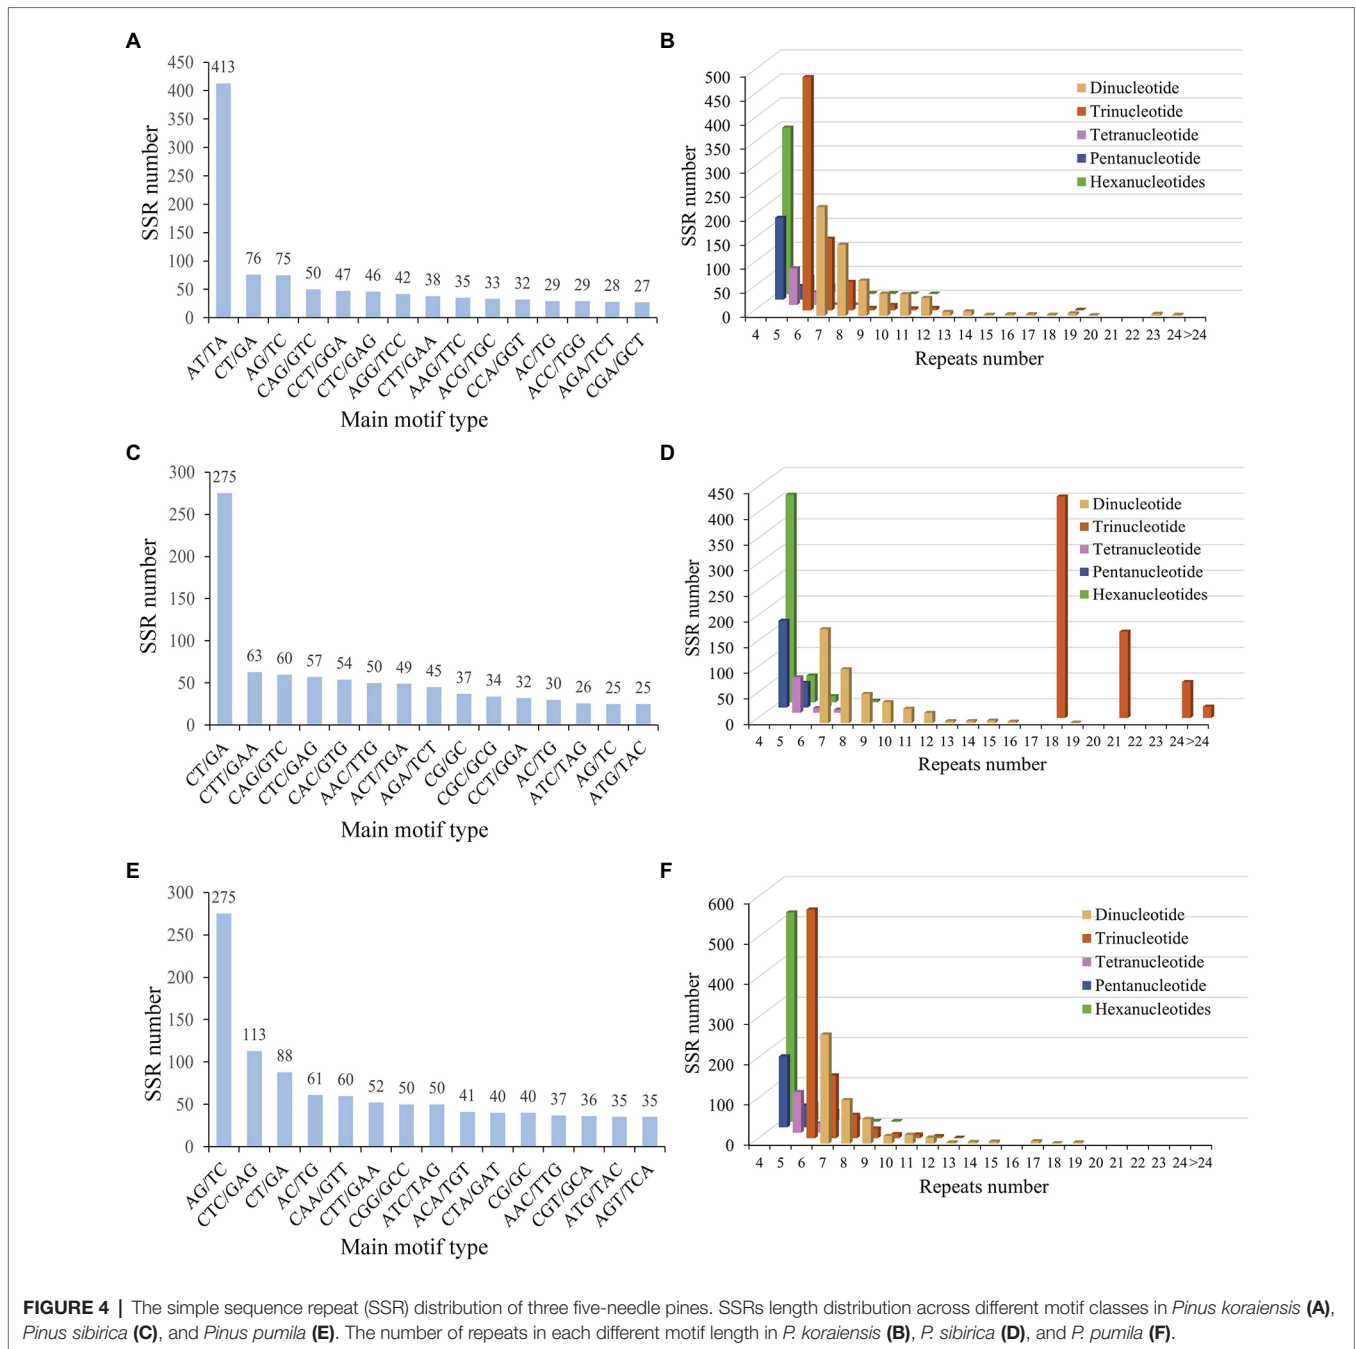 A
450
400
350
300
250
200
150
100
50
0
SSR number
413
76
75
50
47
46
42
38
35
33
32
29
29
28
27
AT/TA
CT/GA
AG/TC
CAG/GTC
CCT/GGA
CTC/GAG
AGG/TCC
CTT/GAA
AAG/TTC
ACG/TGC
CCA/GGT
AC/TG
ACC/TGG
AGA/TCT
CGA/GCT
Main motif type
B
500
450
400
350
300
250
200
150
100
50
0
SSR number
Dinucleotide
Trinucleotide
Tetranucleotide
Pentanucleotide
Hexanucleotides
4 5 6 7 8 9 10 11 12 13 14 15 16 17 18 19 20 21 22 23 24 >24
Repeats number
C
300
250
200
150
100
50
0
SSR number
275
63
60
57
54
50
49
45
37
34
32
30
26
25
25
CT/GA
CTT/GAA
CAG/GTC
CTC/GAG
CAC/GTG
AAC/TTG
ACT/TGA
AGA/TCT
CG/GC
CGC/GCG
CCT/GGA
AC/TG
ATC/TAG
AG/TC
ATG/TAC
Main motif type
D
450
400
350
300
250
200
150
100
50
0
SSR number
Dinucleotide
Trinucleotide
Tetranucleotide
Pentanucleotide
Hexanucleotides
4 5 6 7 8 9 10 11 12 13 14 15 16 17 18 19 20 21 22 23 24 >24
Repeats number
E
300
250
200
150
100
50
0
SSR number
275
113
88
61
60
52
50
50
41
40
40
37
36
35
35
AG/TC
CTC/GAG
CT/GA
AC/TG
CAA/GTT
CTT/GAA
CGG/GCC
ATC/TAG
ACA/TGT
CTA/GAT
CG/GC
AAC/TTG
CGT/GCA
ATG/TAC
AGT/TCA
Main motif type
F
600
500
400
300
200
100
0
SSR number
Dinucleotide
Trinucleotide
Tetranucleotide
Pentanucleotide
Hexanucleotides
4 5 6 7 8 9 10 11 12 13 14 15 16 17 18 19 20 21 22 23 24 >24
Repeats number
FIGURE 4 | The simple sequence repeat (SSR) distribution of three five-needle pines. SSRs length distribution across different motif classes in Pinus koraiensis (A),
Pinus sibirica (C), and Pinus pumila (E). The number of repeats in each different motif length in P. koraiensis (B), P. sibirica (D), and P. pumila (F).